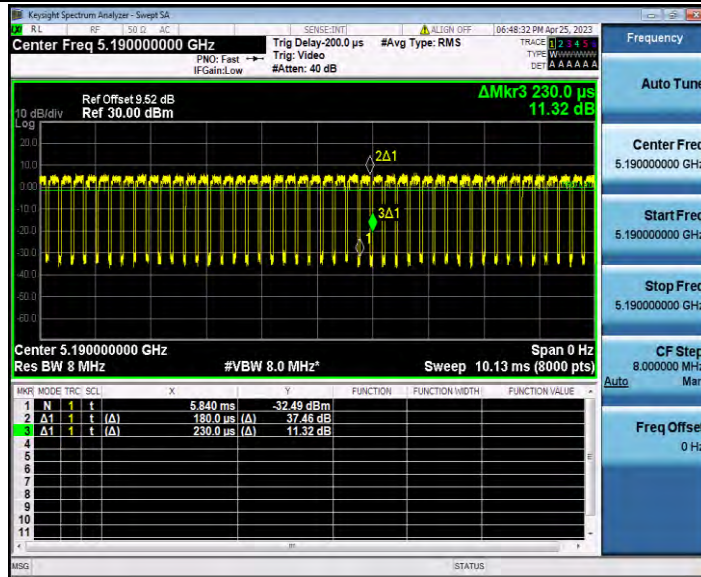 Keysight Spectrum Analyzer - Swept SA
RL RF 50 Ω AC SENSE:INT ALIGN OFF 06:48:32 PM Apr 25, 2023
Center Freq 5.190000000 GHz
PNO: Fast
IFGain:Low
Trig Delay-200.0 µs
Trig: Video
#Atten: 40 dB
#Avg Type: RMS
TRACE 1 2 3 4 5 6
TYPE WWWWWW
DET A A A A A A
Frequency
Auto Tune
Center Freq
5.190000000 GHz
Start Freq
5.190000000 GHz
Stop Freq
5.190000000 GHz
CF Step
8.000000 MHz
Auto Man
Freq Offset
0 Hz
ΔMkr3 230.0 µs
11.32 dB
Ref Offset 9.52 dB
10 dB/div Ref 30.00 dBm
Log
20.0
10.0
0.00
-10.0
-20.0
-30.0
-40.0
-50.0
-60.0
2Δ1
3Δ1
1
Center 5.190000000 GHz Span 0 Hz
Res BW 8 MHz #VBW 8.0 MHz* Sweep 10.13 ms (8000 pts)
MKR MODE TRC SCL X Y FUNCTION FUNCTION WIDTH FUNCTION VALUE
1 N 1 t 5.840 ms -32.49 dBm
2 Δ1 1 t (Δ) 180.0 µs (Δ) 37.46 dB
3 Δ1 1 t (Δ) 230.0 µs (Δ) 11.32 dB
4
5
6
7
8
9
10
11
MSG STATUS